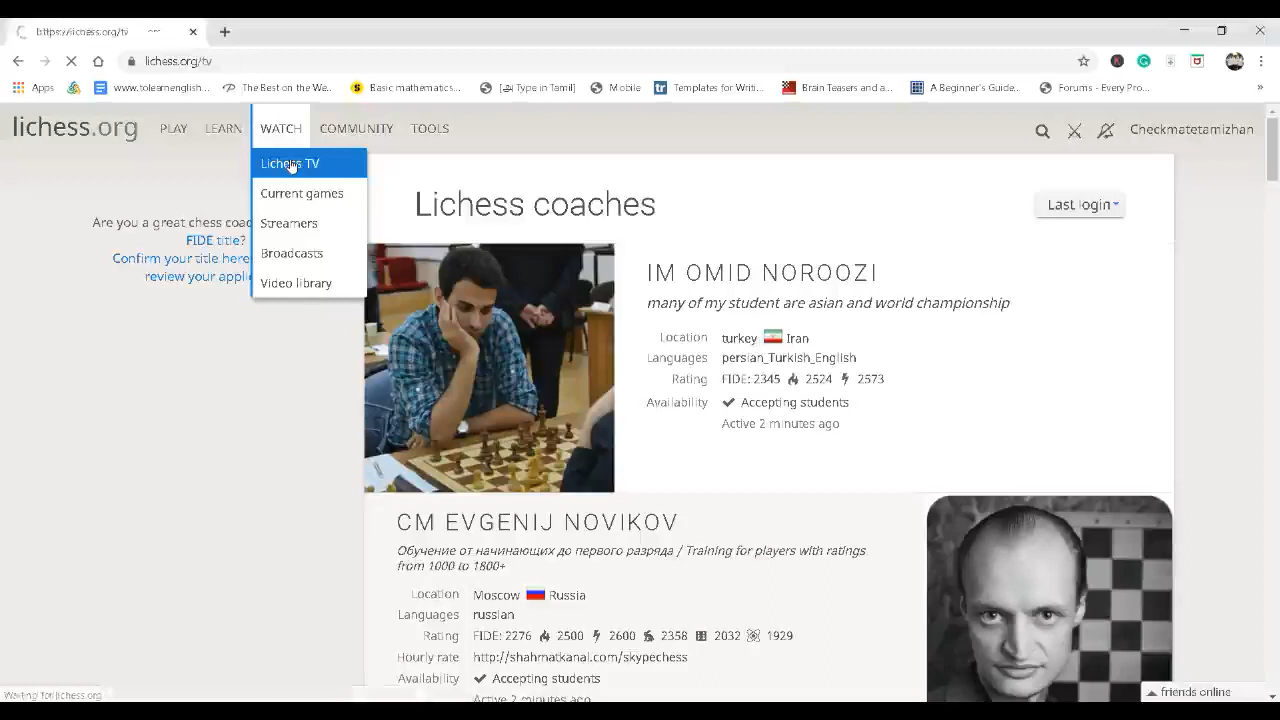 https://lichess.org/tv
lichess.org/tv
Apps
www.tolearnenglish...
The Best on the We...
Basic mathematics...
Type in Tamil]
Mobile
Templates for Writi...
Brain Teasers and a...
A Beginner's Guide...
Forums - Every Pro...
»
lichess.org
PLAY
LEARN
WATCH
COMMUNITY
TOOLS
Checkmatetamizhan
Lichess TV
Current games
Streamers
Broadcasts
Video library
Are you a great chess coac
FIDE title?
Confirm your title here
review your appli
Lichess coaches
Last login
IM OMID NOROOZI
many of my student are asian and world championship
Location turkey Iran
Languages persian_Turkish_English
Rating FIDE: 2345 2524 2573
Availability Accepting students
Active 2 minutes ago
CM EVGENIJ NOVIKOV
Обучение от начинающих до первого разряда / Training for players with ratings
from 1000 to 1800+
Location Moscow Russia
Languages russian
Rating FIDE: 2276 2500 2600 2358 2032 1929
Hourly rate http://shahmatkanal.com/skypechess
Availability Accepting students
Active 2 minutes ago
Waiting for lichess.org
friends online